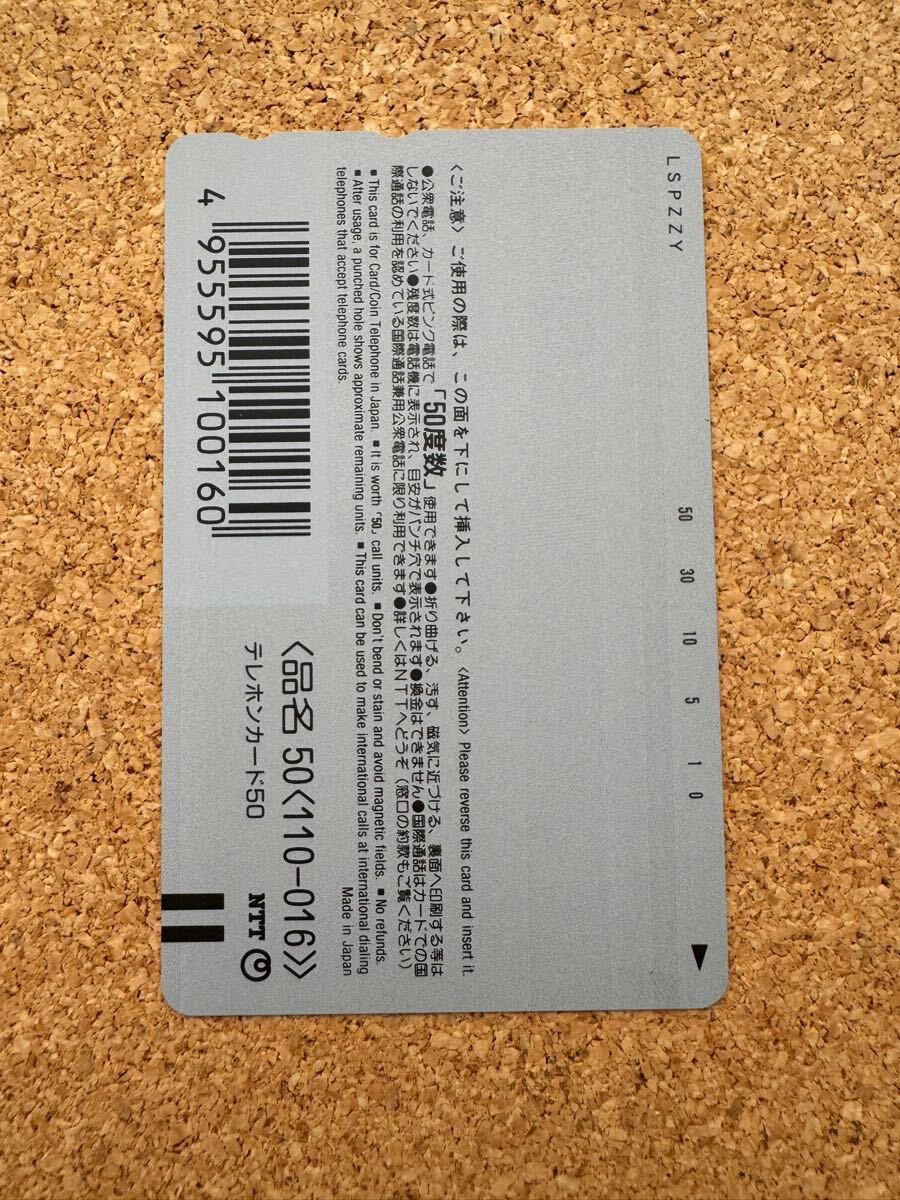 LSPZZY
50 30 10 5 1 0
〈ご注意〉ご使用の際は、この面を下にして挿入して下さい。〈Attention〉Please reverse this card and insert it.
●公衆電話、カード式ピンク電話で「50度数」使用できます●折り曲げる、汚す、磁気に近づける、裏面へ印刷する等は
しないでください●残度数は電話機に表示され、目安がパンチ穴で表示されます●換金はできません●国際通話はカードでの国
際通話の利用を認めている国際通話兼用公衆電話に限り利用できます●詳しくはNTTへどうぞ(窓口の約款もご覧ください)
■This card is for Card/Coin Telephone in Japan. ■It is worth「50」call units. ■Don't bend or stain and avoid magnetic fields. ■No refunds.
■After usage, a punched hole shows approximate remaining units. ■This card can be used to make international calls at international dialing
telephones that accept telephone cards.
Made in Japan
4 955595 100160
〈品名 50〈110-016〉〉
テレホンカード50
NTT